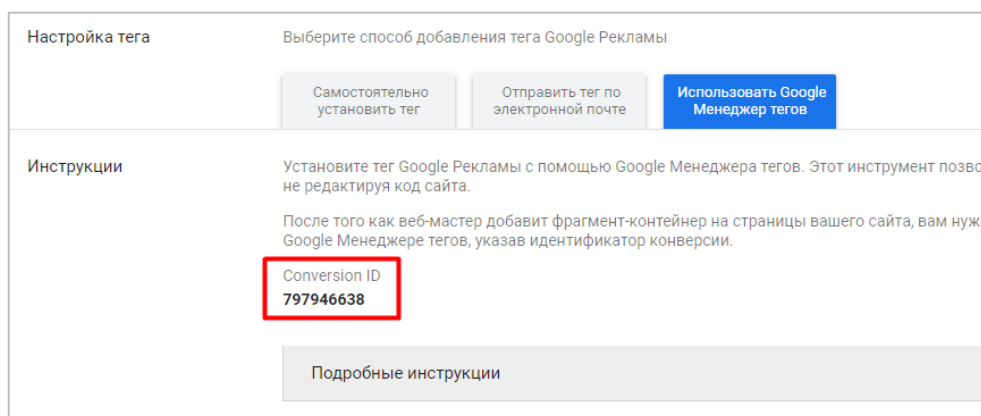 Настройка тега
Выберите способ добавления тега Google Рекламы
Самостоятельно
установить тег
Отправить тег по
электронной почте
Использовать Google
Менеджер тегов
Инструкции
Установите тег Google Рекламы с помощью Google Менеджера тегов. Этот инструмент позво
не редактируя код сайта.
После того как веб-мастер добавит фрагмент-контейнер на страницы вашего сайта, вам нуж
Google Менеджере тегов, указав идентификатор конверсии.
Conversion ID
797946638
Подробные инструкции